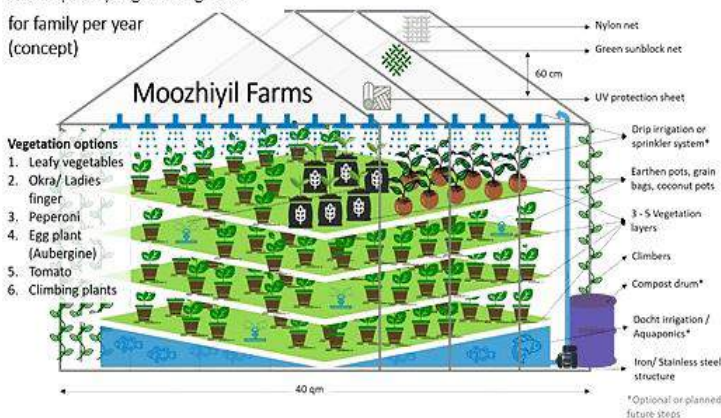 for family per year
(concept)
Moozhiyil Farms
Nylon net
Green sunblock net
60 cm
UV protection sheet
Vegetation options
1. Leafy vegetables
2. Okra/ Ladies
finger
3. Peperoni
4. Egg plant
(Aubergine)
5. Tomato
6. Climbing plants
Drip irrigation or
sprinkler system*
Earthen pots, grain
bags, coconut pots
3 - 5 Vegetation
layers
Climbers
Compost drum*
Docht irrigation /
Aquaponics*
Iron/ Stainless steel
structure
40 qm
*Optional or planned
future steps